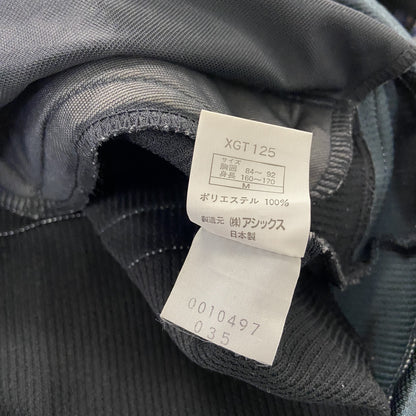 XGT125
サイズ
胸囲 84〜 92
身長 160〜170
M
ポリエステル 100%
製造元 (株)アシックス
日本製
0010497
035